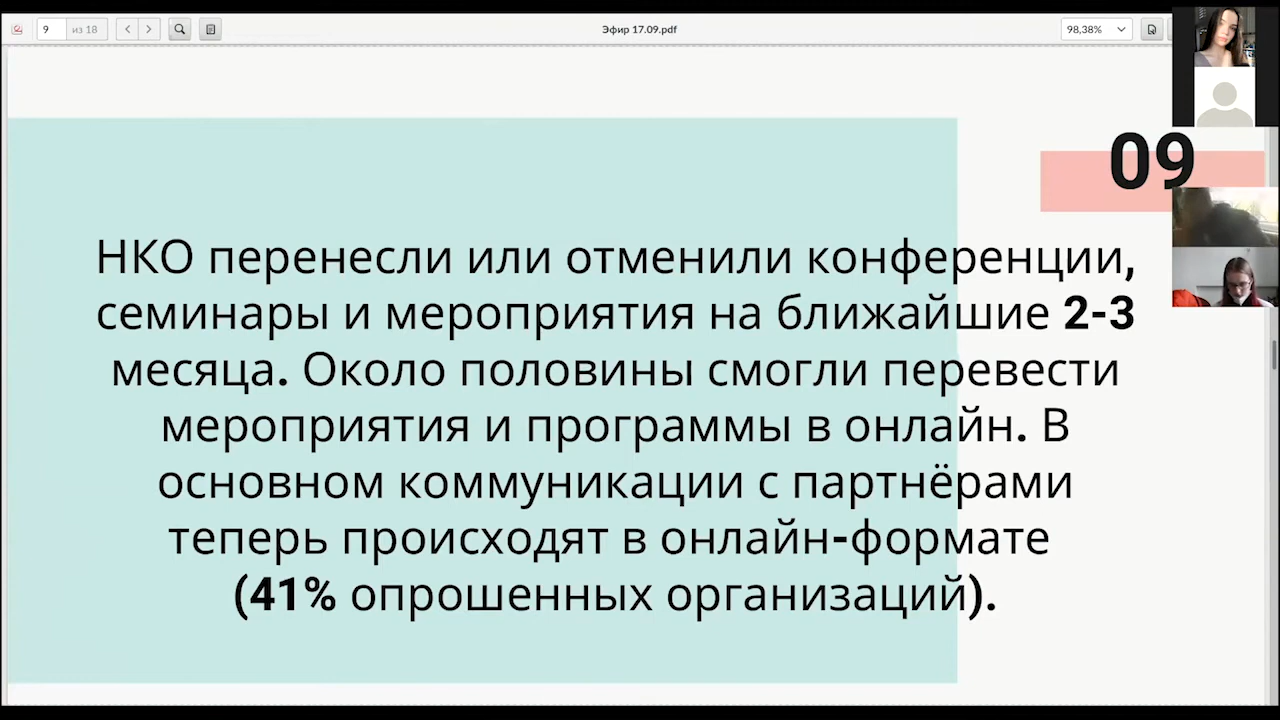 9 из 18
Эфир 17.09.pdf
98,38%
09
НКО перенесли или отменили конференции,
семинары и мероприятия на ближайшие 2-3
месяца. Около половины смогли перевести
мероприятия и программы в онлайн. В
основном коммуникации с партнёрами
теперь происходят в онлайн-формате
(41% опрошенных организаций).